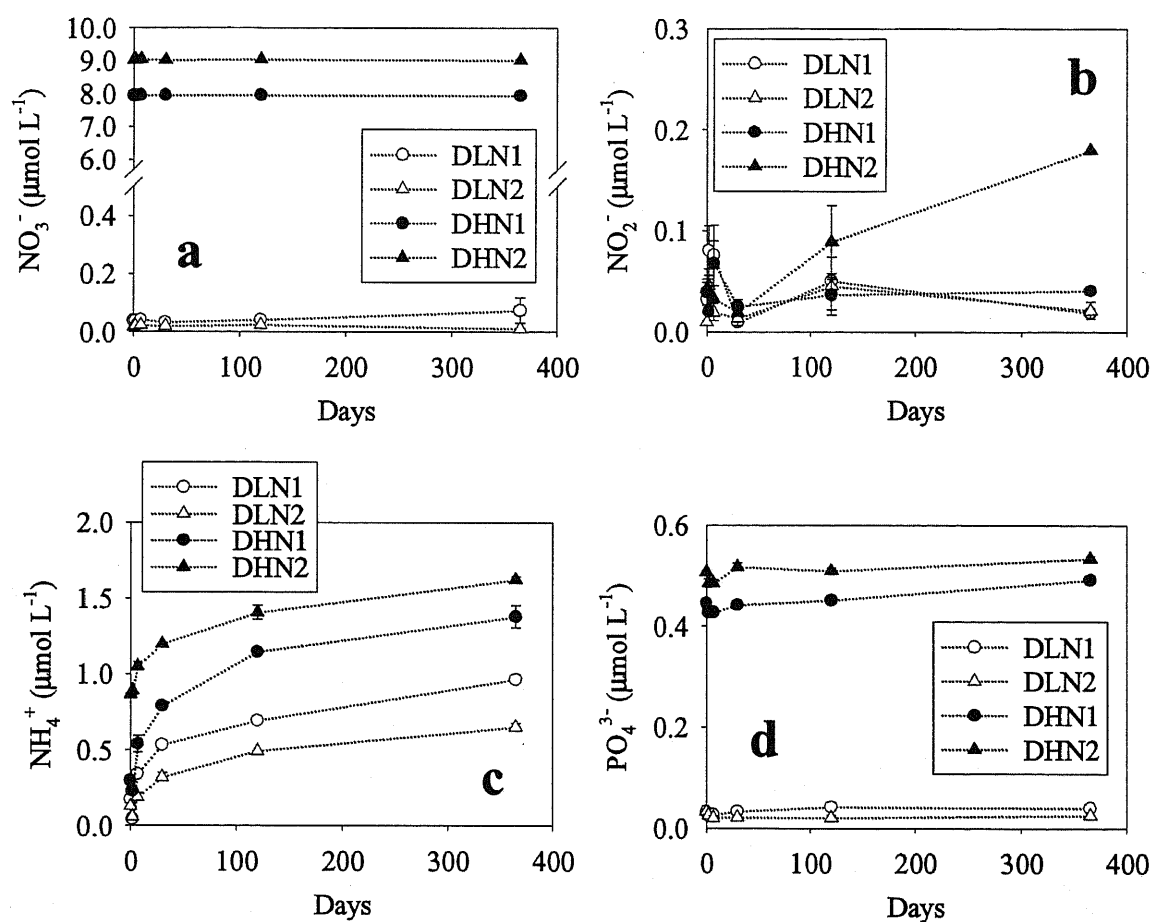 10.0
9.0
8.0
7.0
6.0
0.4
0.2
0.0
NO₃⁻ (μmol L⁻¹)
0 100 200 300 400
Days
a
DLN1
DLN2
DHN1
DHN2
0.3
0.2
0.1
0.0
NO₂⁻ (μmol L⁻¹)
0 100 200 300 400
Days
b
DLN1
DLN2
DHN1
DHN2
2.0
1.5
1.0
0.5
0.0
NH₄⁺ (μmol L⁻¹)
0 100 200 300 400
Days
c
DLN1
DLN2
DHN1
DHN2
0.6
0.4
0.2
0.0
PO₄³⁻ (μmol L⁻¹)
0 100 200 300 400
Days
d
DLN1
DLN2
DHN1
DHN2